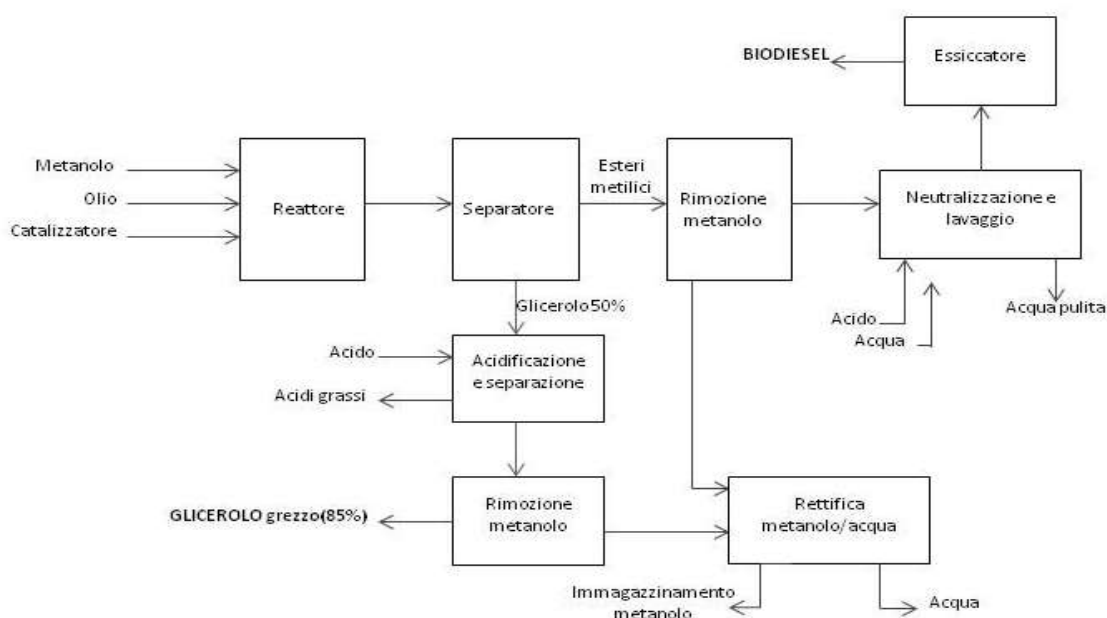 BIODIESEL
Essiccatore
Metanolo
Olio
Catalizzatore
Reattore
Separatore
Esteri
metilici
Rimozione
metanolo
Neutralizzazione e
lavaggio
Glicerolo 50%
Acido
Acqua
Acqua pulita
Acido
Acidi grassi
Acidificazione
e separazione
GLICEROLO grezzo(85%)
Rimozione
metanolo
Rettifica
metanolo/acqua
Immagazzinamento
metanolo
Acqua